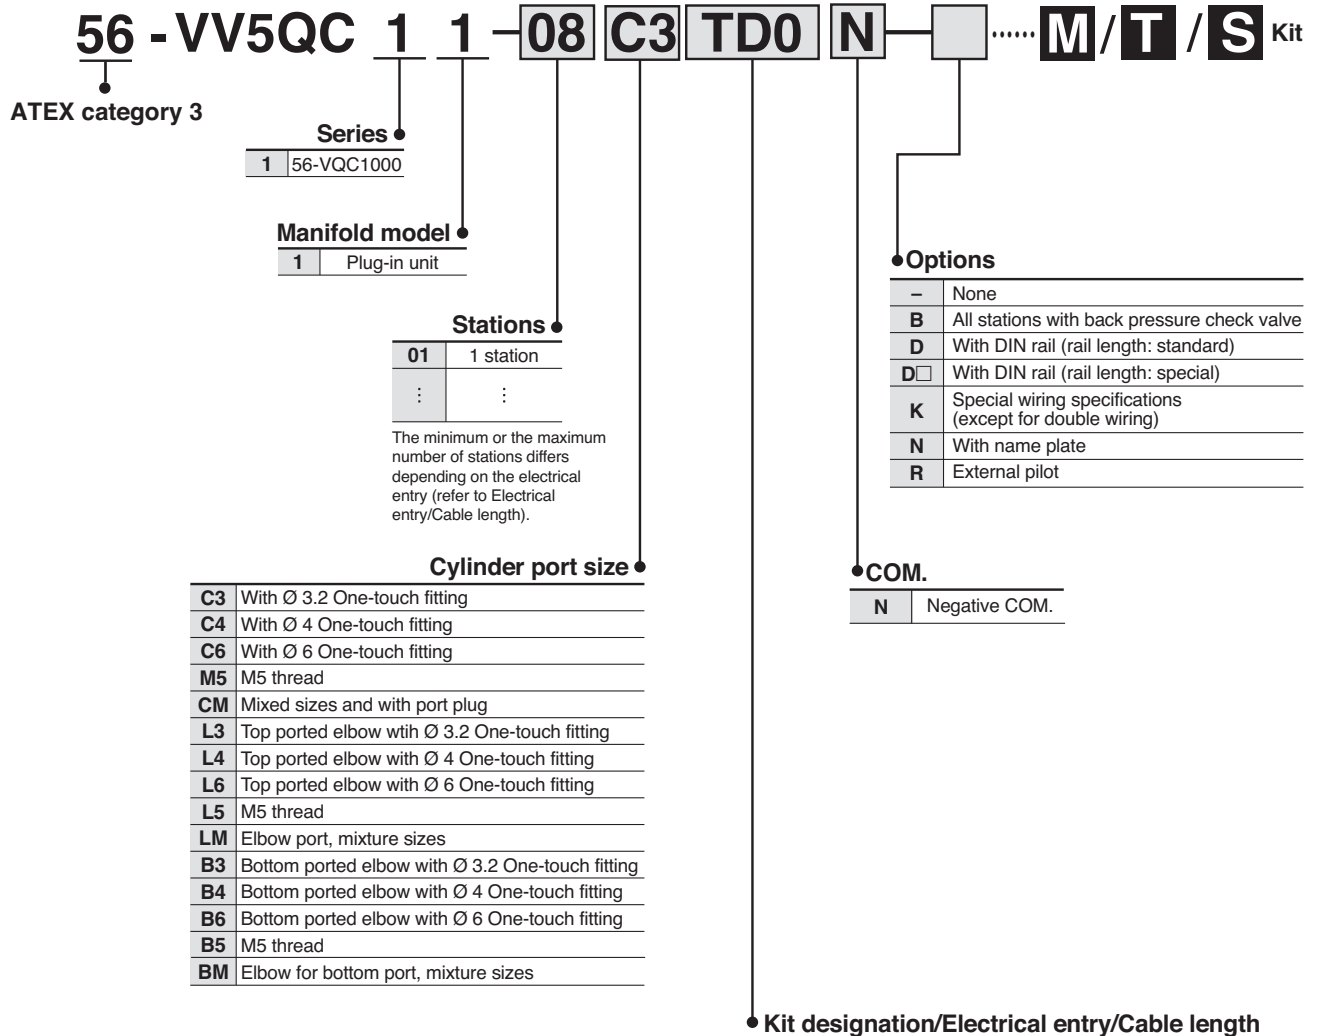 56 - VV5QC 1 1 - 08 C3 TD0 N - □ ······ M / T / S Kit
ATEX category 3
Series
1 56-VQC1000
Manifold model
1 Plug-in unit
Stations
01 1 station
⋮ ⋮
The minimum or the maximum
number of stations differs
depending on the electrical
entry (refer to Electrical
entry/Cable length).
Cylinder port size
C3 With Ø 3.2 One-touch fitting
C4 With Ø 4 One-touch fitting
C6 With Ø 6 One-touch fitting
M5 M5 thread
CM Mixed sizes and with port plug
L3 Top ported elbow wtih Ø 3.2 One-touch fitting
L4 Top ported elbow with Ø 4 One-touch fitting
L6 Top ported elbow with Ø 6 One-touch fitting
L5 M5 thread
LM Elbow port, mixture sizes
B3 Bottom ported elbow with Ø 3.2 One-touch fitting
B4 Bottom ported elbow with Ø 4 One-touch fitting
B6 Bottom ported elbow with Ø 6 One-touch fitting
B5 M5 thread
BM Elbow for bottom port, mixture sizes
Options
– None
B All stations with back pressure check valve
D With DIN rail (rail length: standard)
D□ With DIN rail (rail length: special)
K Special wiring specifications
(except for double wiring)
N With name plate
R External pilot
COM.
N Negative COM.
Kit designation/Electrical entry/Cable length